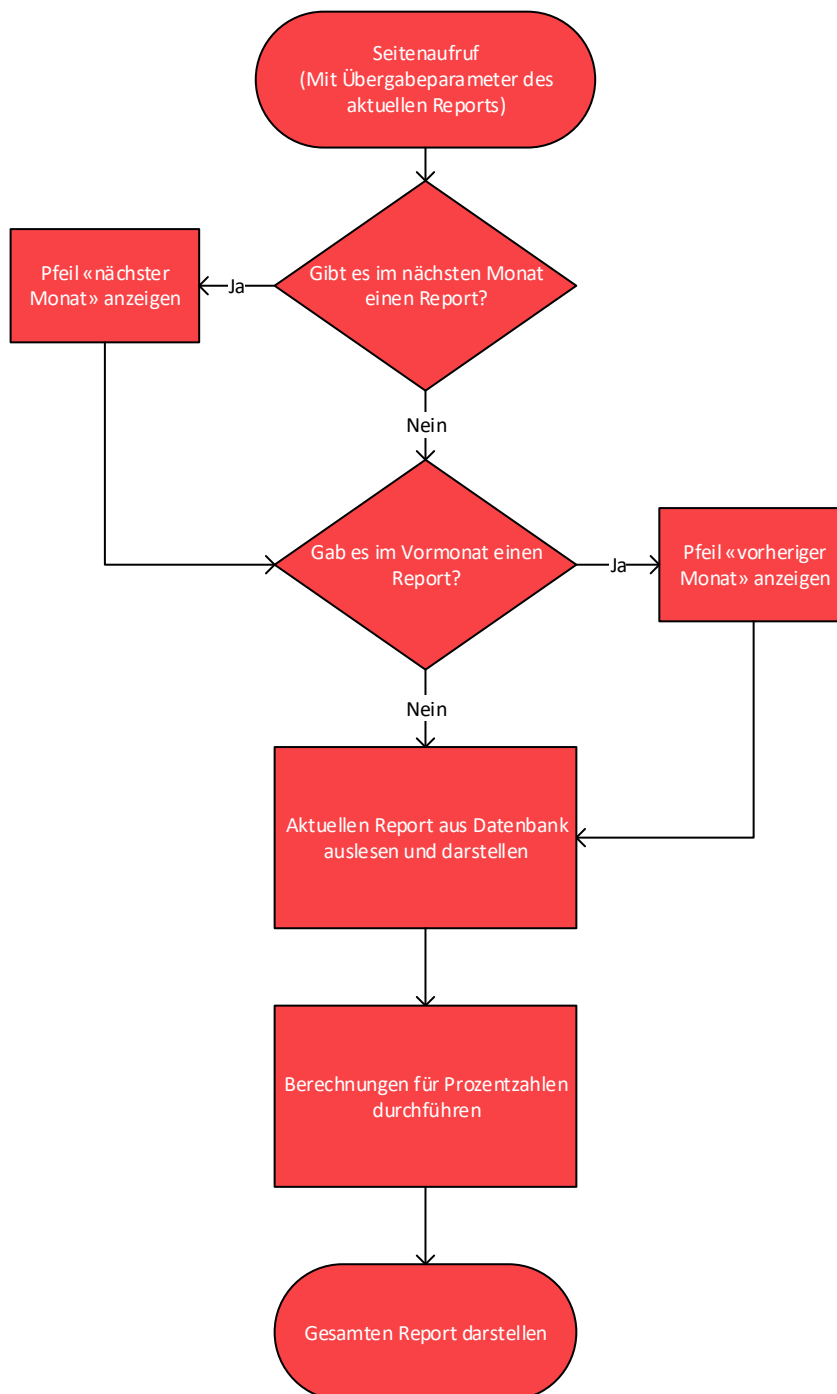 Seitenaufruf
(Mit Übergabeparameter des
aktuellen Reports)
Gibt es im nächsten Monat
einen Report?
Ja
Pfeil «nächster
Monat» anzeigen
Nein
Gab es im Vormonat einen
Report?
Ja
Pfeil «vorheriger
Monat» anzeigen
Nein
Aktuellen Report aus Datenbank
auslesen und darstellen
Berechnungen für Prozentzahlen
durchführen
Gesamten Report darstellen